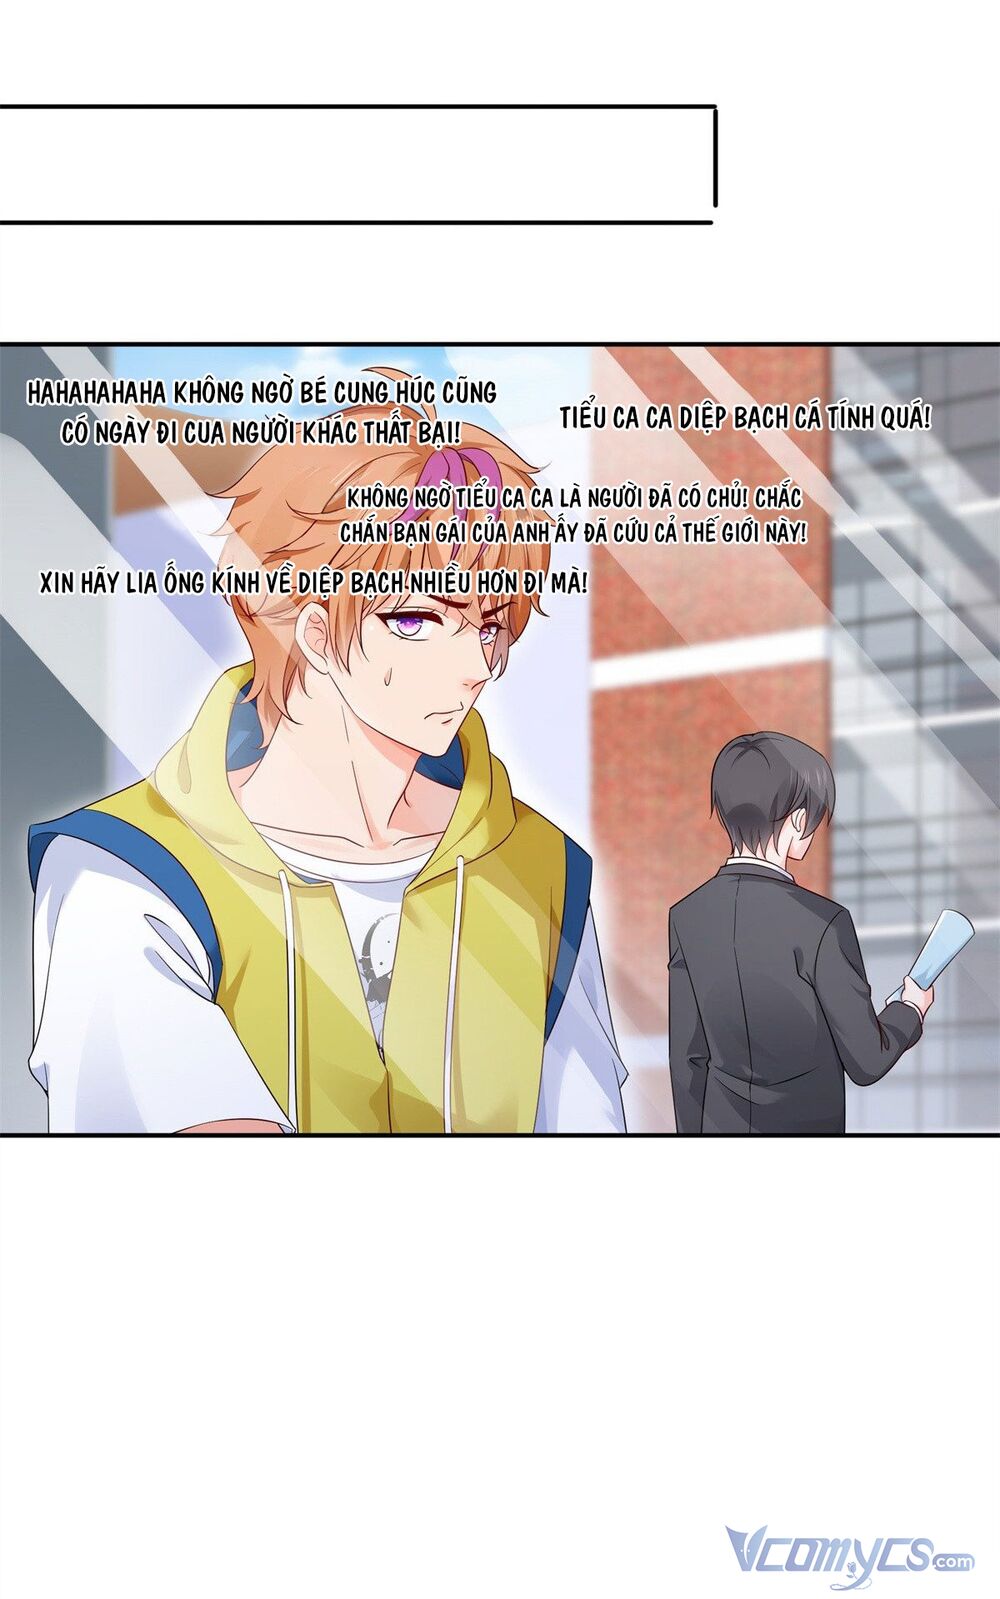 HAHAHAHAHA KHÔNG NGỜ BÉ CUNG HÚC CŨNG
CÓ NGÀY ĐI CUA NGƯỜI KHÁC THẤT BẠI!
TIỂU CA CA DIỆP BẠCH CÁ TÍNH QUÁ!
KHÔNG NGỜ TIỂU CA CA LÀ NGƯỜI ĐÃ CÓ CHỦ! CHẮC
CHẮN BẠN GÁI CỦA ANH ẤY ĐÃ CỨU CẢ THẾ GIỚI NÀY!
XIN HÃY LIA ỐNG KÍNH VỀ DIỆP BẠCH NHIỀU HƠN ĐI MÀ!
Vcomycs.com